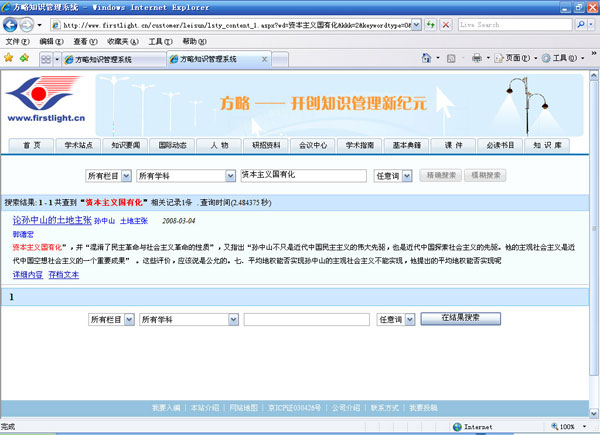 方略知识管理系统 - Windows Internet Explorer
http://www.firstlight.cn/customer/leisun/lsty_content_1.aspx?wd=资本主义国有化&kkk=2&keywordtype=0&
Live Search
文件(F) 编辑(E) 查看(V) 收藏夹(A) 工具(T) 帮助(H)
方略知识管理系统 方略知识管理系统 页面(P) 工具(O)
方略 —— 开创知识管理新纪元
www.firstlight.cn
首 页 学术站点 知识要闻 国际动态 人 物 研招资料 会议中心 学术指南 基本典籍 课 件 必读书目 知 识 库
所有栏目 所有学科 资本主义国有化 任意词 精确搜索 模糊搜索
搜索结果: 1 - 1 共查到“资本主义国有化”相关记录1条 . 查询时间(2.484375 秒)
论孙中山的土地主张 孙中山 土地主张 2008-03-04
郭德宏
资本主义国有化”，并“混淆了民主革命与社会主义革命的性质”，又指出“孙中山不只是近代中国民主主义的伟大先驱，也是近代中国探索社会主义的先驱。他的主观社会主义是近
代中国空想社会主义的一个重要成果” 。这些评价，应该说是公允的。七、平均地权能否实现孙中山的主观社会主义不能实现，他提出的平均地权能否实现呢
详细内容 存档文本
1
所有栏目 所有学科 任意词 在结果搜索
我要入编 | 本站介绍 | 网站地图 | 京ICP证030426号 | 公司介绍 | 联系方式 | 我要投稿
完成 Internet 100%